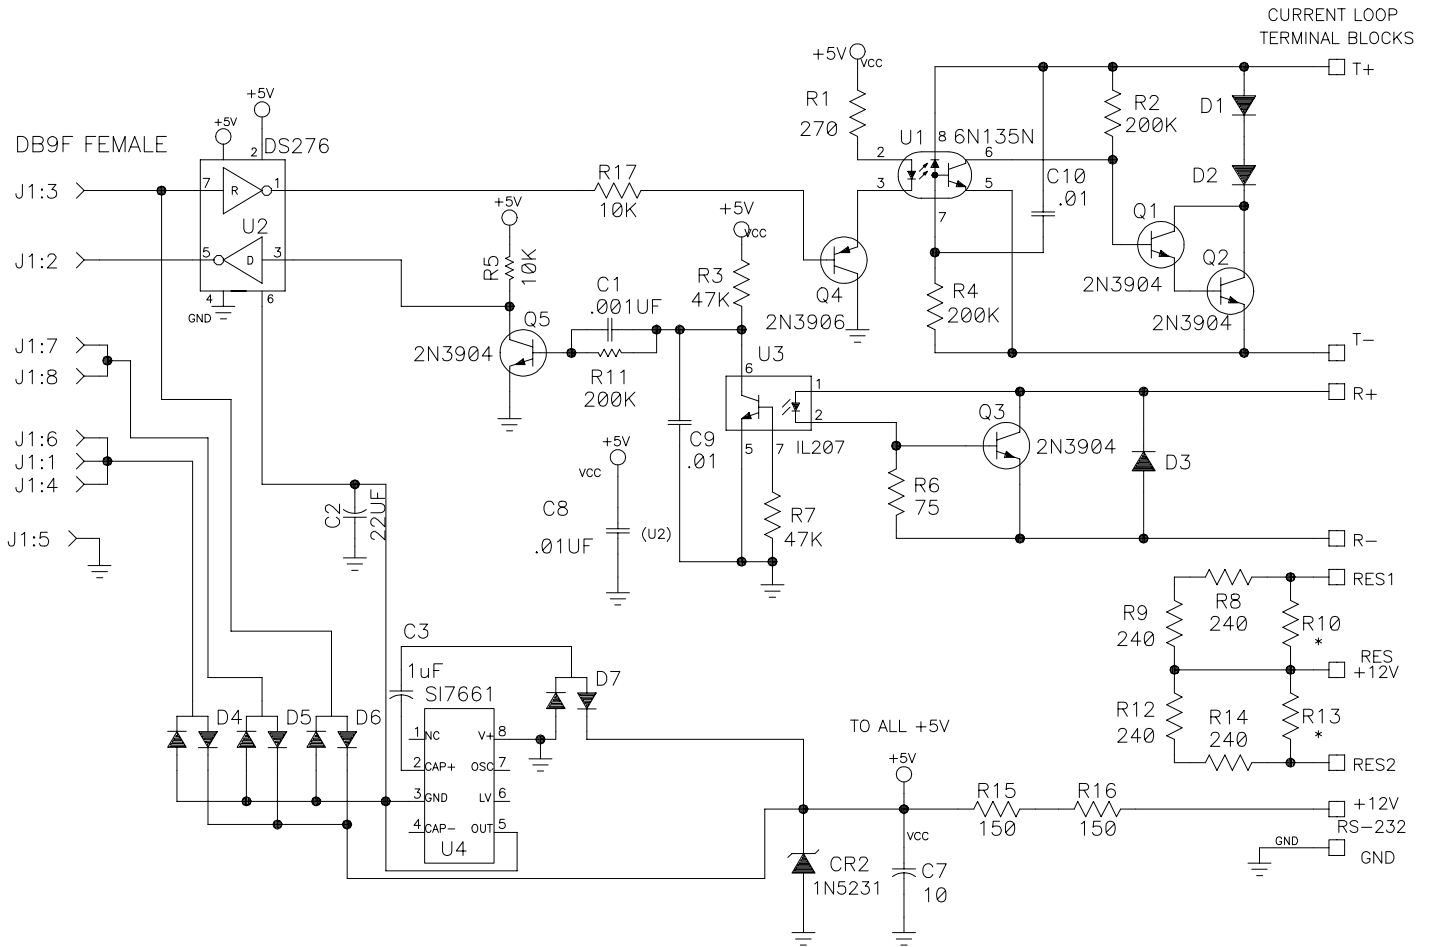 CURRENT LOOP
TERMINAL BLOCKS
T+
+5V
VCC
R1
270
U1
8
6N135N
2
3
6
5
7
R2
200K
D1
D2
C10
.01
Q1
2N3904
Q2
2N3904
Q4
2N3906
R4
200K
T-
DB9F FEMALE
+5V
+5V
2
DS276
J1:3
7
R
1
U2
J1:2
5
D
3
4
6
GND
R17
10K
+5V
R5
10K
+5V
VCC
R3
47K
C1
.001UF
Q5
2N3904
R11
200K
U3
6
1
2
5
7
IL207
C9
.01
R7
47K
R+
Q3
2N3904
D3
R6
75
R-
J1:7
J1:8
J1:6
J1:1
J1:4
J1:5
C2
22UF
+5V
VCC
C8
.01UF
(U2)
RES1
R8
240
R9
240
R10
*
RES
+12V
R12
240
R14
240
R13
*
RES2
C3
1uF
SI7661
D7
D4
D5
D6
1
NC
V+
8
2
CAP+
OSC
7
3
GND
LV
6
4
CAP-
OUT
5
U4
TO ALL +5V
+5V
VCC
R15
150
R16
150
+12V
RS-232
GND
GND
CR2
1N5231
C7
10